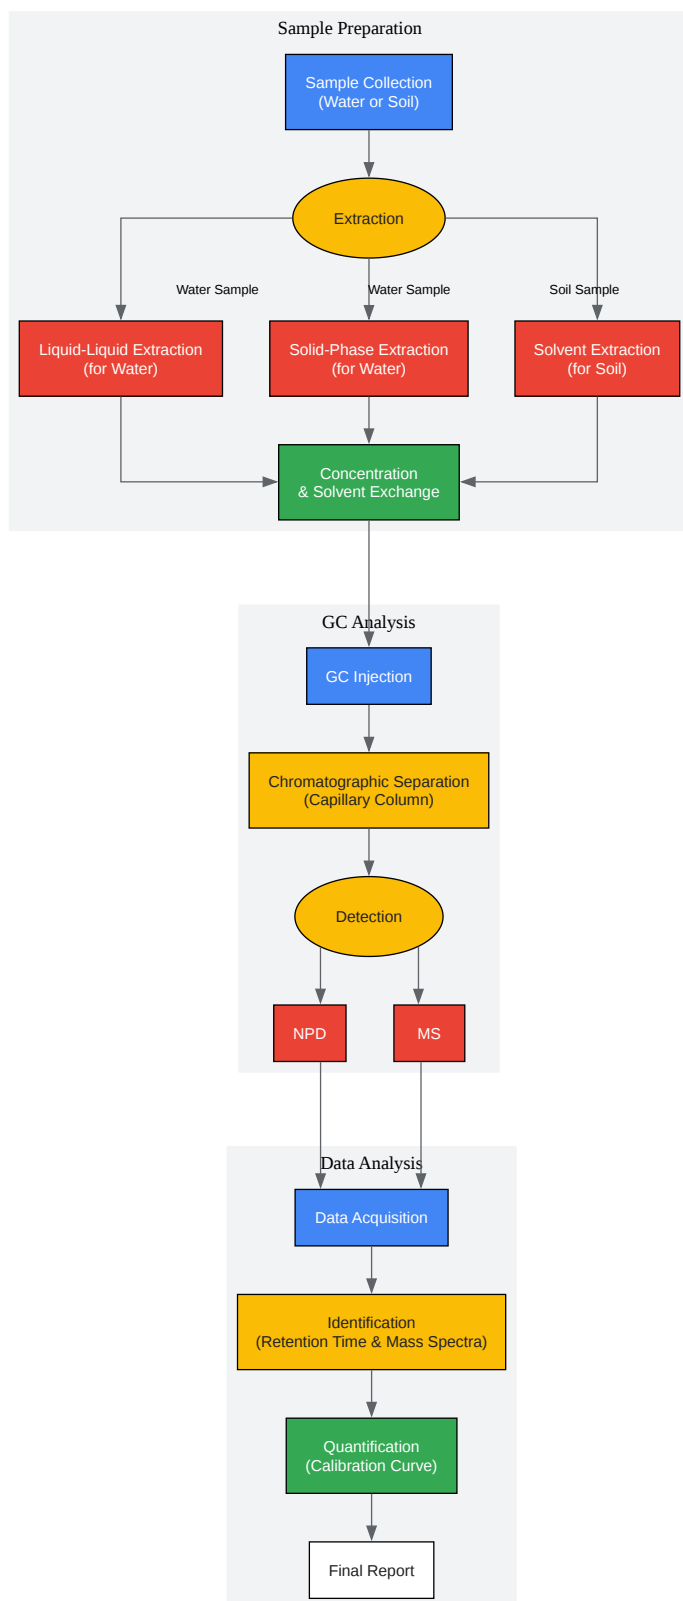 Sample Preparation
Sample Collection
(Water or Soil)
Extraction
Water Sample
Water Sample
Soil Sample
Liquid-Liquid Extraction
(for Water)
Solid-Phase Extraction
(for Water)
Solvent Extraction
(for Soil)
Concentration
& Solvent Exchange
GC Analysis
GC Injection
Chromatographic Separation
(Capillary Column)
Detection
NPD
MS
Data Analysis
Data Acquisition
Identification
(Retention Time & Mass Spectra)
Quantification
(Calibration Curve)
Final Report